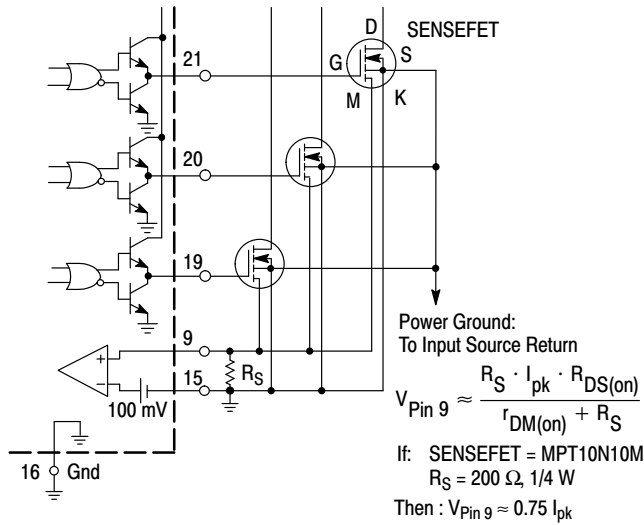 D
SENSEFET
21
G
S
M
K
20
19
9
R_S
15
100 mV
16
Gnd
Power Ground:
To Input Source Return
V_Pin 9 ≈ (R_S · I_pk · R_DS(on)) / (r_DM(on) + R_S)
If: SENSEFET = MPT10N10M
R_S = 200 Ω, 1/4 W
Then : V_Pin 9 ≈ 0.75 I_pk